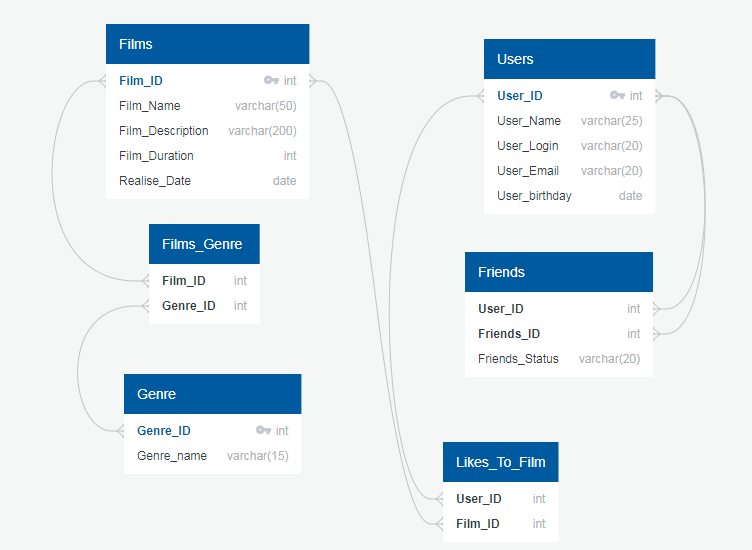 Films
Film_ID int
Film_Name varchar(50)
Film_Description varchar(200)
Film_Duration int
Realise_Date date
Users
User_ID int
User_Name varchar(25)
User_Login varchar(20)
User_Email varchar(20)
User_birthday date
Films_Genre
Film_ID int
Genre_ID int
Friends
User_ID int
Friends_ID int
Friends_Status varchar(20)
Genre
Genre_ID int
Genre_name varchar(15)
Likes_To_Film
User_ID int
Film_ID int